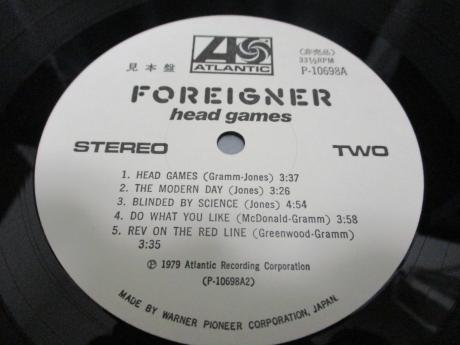 ATLANTIC
見本盤
(非売品)
33⅓RPM
P-10698A
FOREIGNER
head games
STEREO
TWO
1. HEAD GAMES (Gramm-Jones) 3:37
2. THE MODERN DAY (Jones) 3:26
3. BLINDED BY SCIENCE (Jones) 4:54
4. DO WHAT YOU LIKE (McDonald-Gramm) 3:58
5. REV ON THE RED LINE (Greenwood-Gramm)
3:35
℗ 1979 Atlantic Recording Corporation
(P-10698A2)
MADE BY WARNER PIONEER CORPORATION, JAPAN.